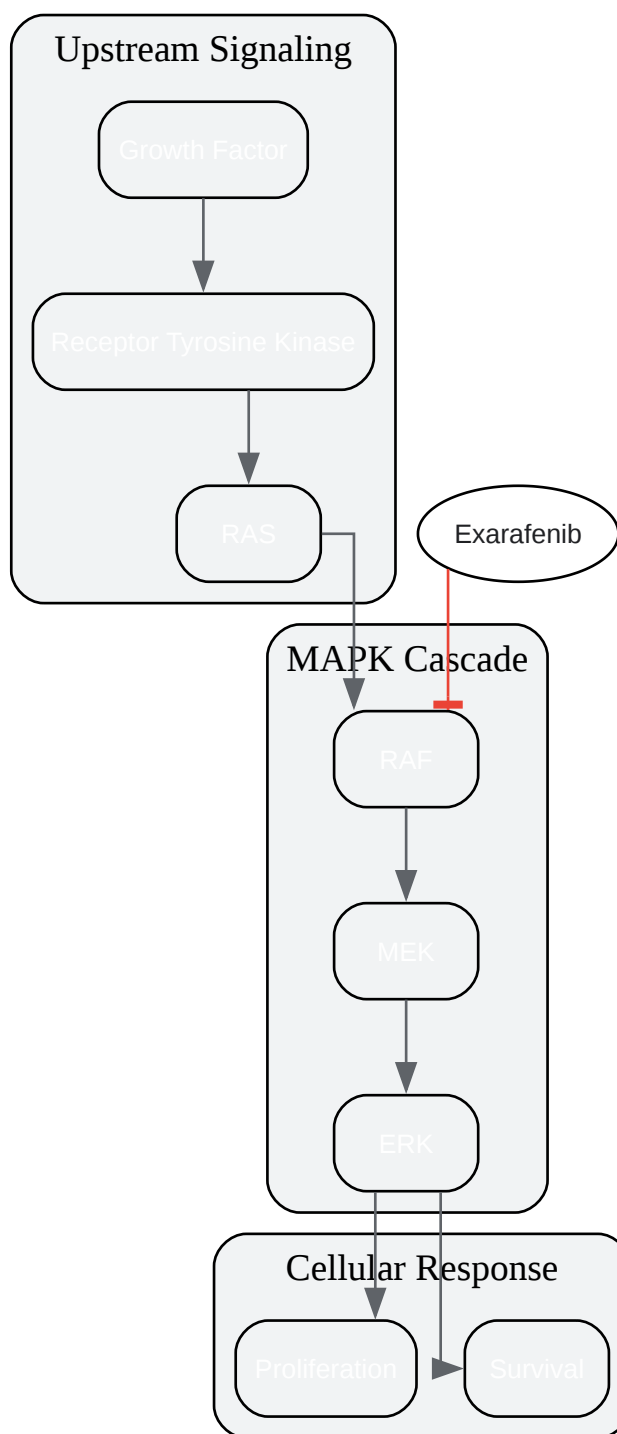 Upstream Signaling
Growth Factor
Receptor Tyrosine Kinase
RAS
Exarafenib
MAPK Cascade
RAF
MEK
ERK
Cellular Response
Proliferation
Survival